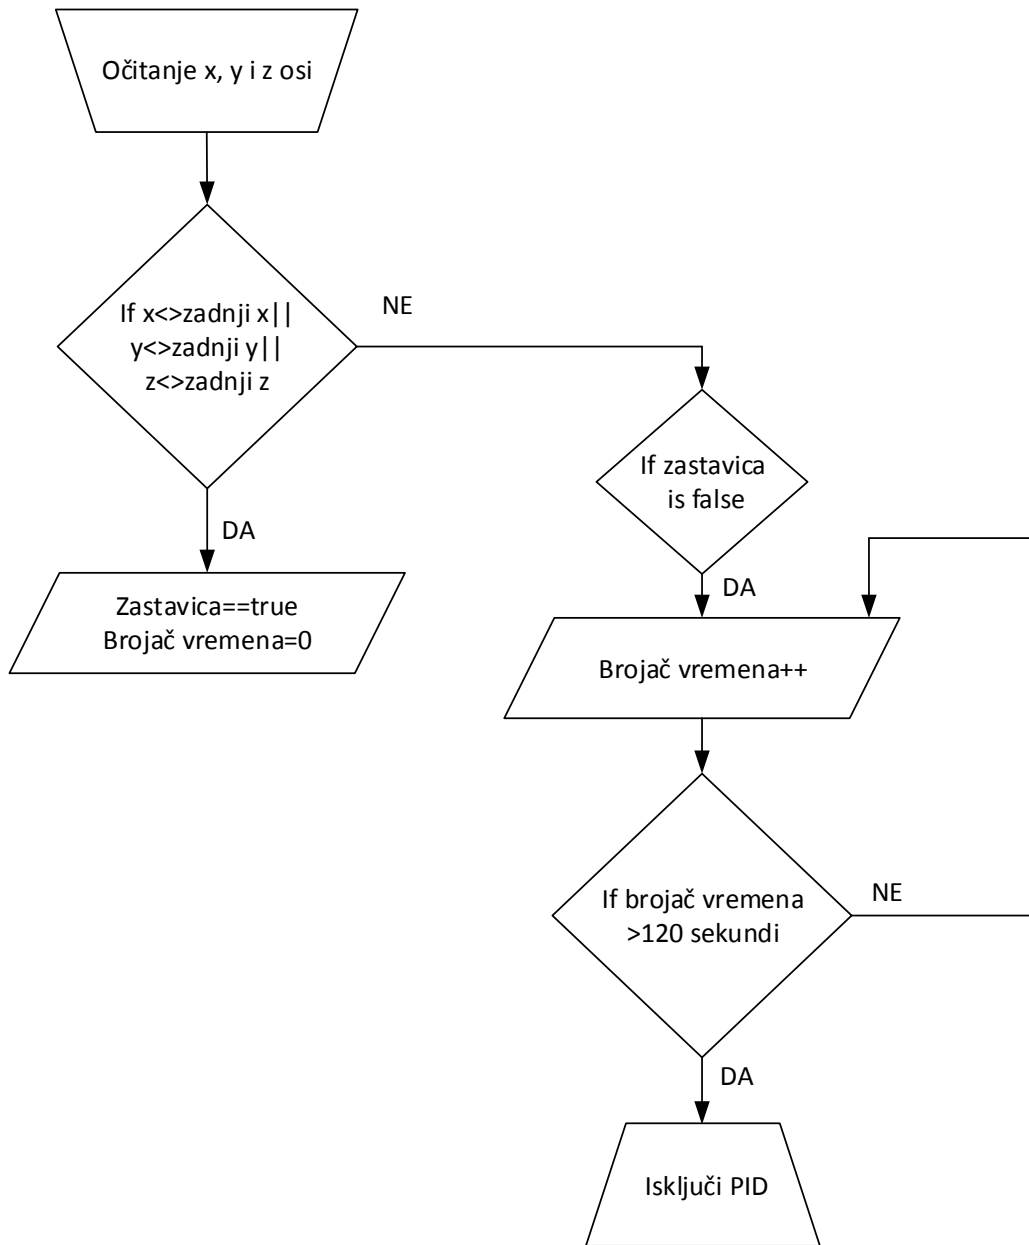 Očitanje x, y i z osi
If x<>zadnji x||
y<>zadnji y||
z<>zadnji z
NE
DA
Zastavica==true
Brojač vremena=0
If zastavica
is false
DA
Brojač vremena++
If brojač vremena
>120 sekundi
NE
DA
Isključi PID